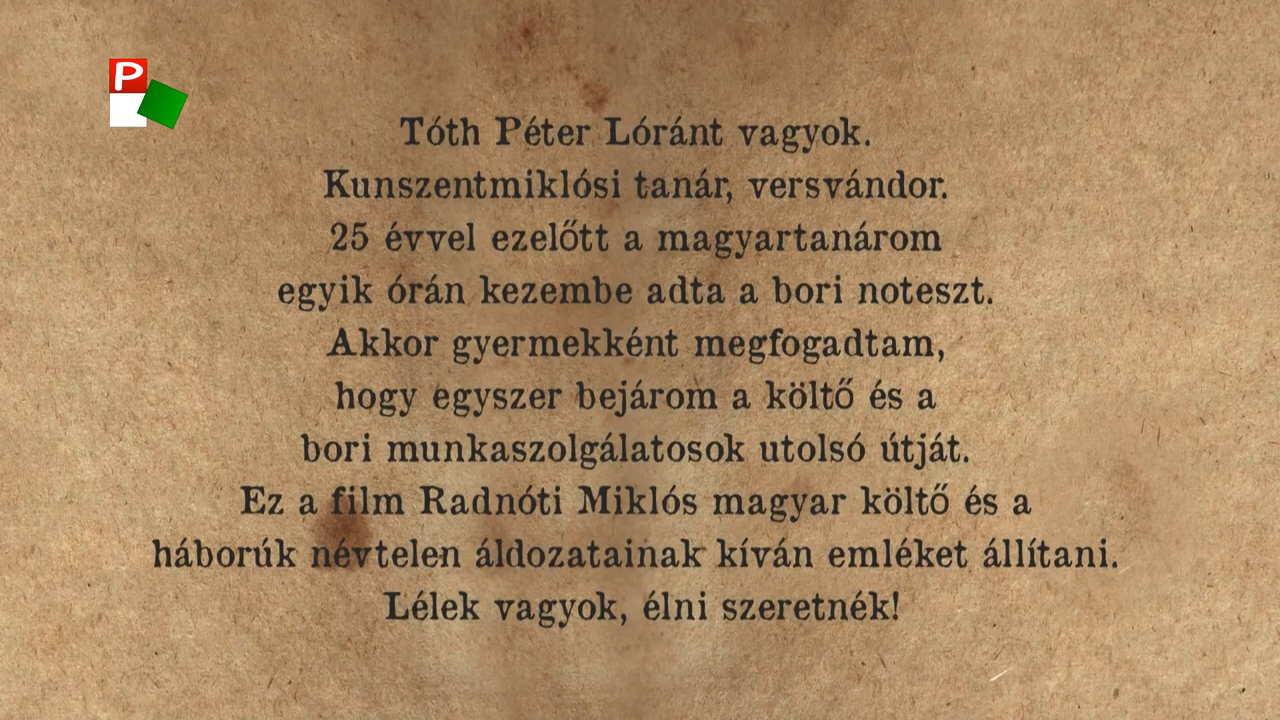 P
Tóth Péter Lóránt vagyok.
Kunszentmiklósi tanár, versvándor.
25 évvel ezelőtt a magyartanárom
egyik órán kezembe adta a bori noteszt.
Akkor gyermekként megfogadtam,
hogy egyszer bejárom a költő és a
bori munkaszolgálatosok utolsó útját.
Ez a film Radnóti Miklós magyar költő és a
háborúk névtelen áldozatainak kíván emléket állítani.
Lélek vagyok, élni szeretnék!